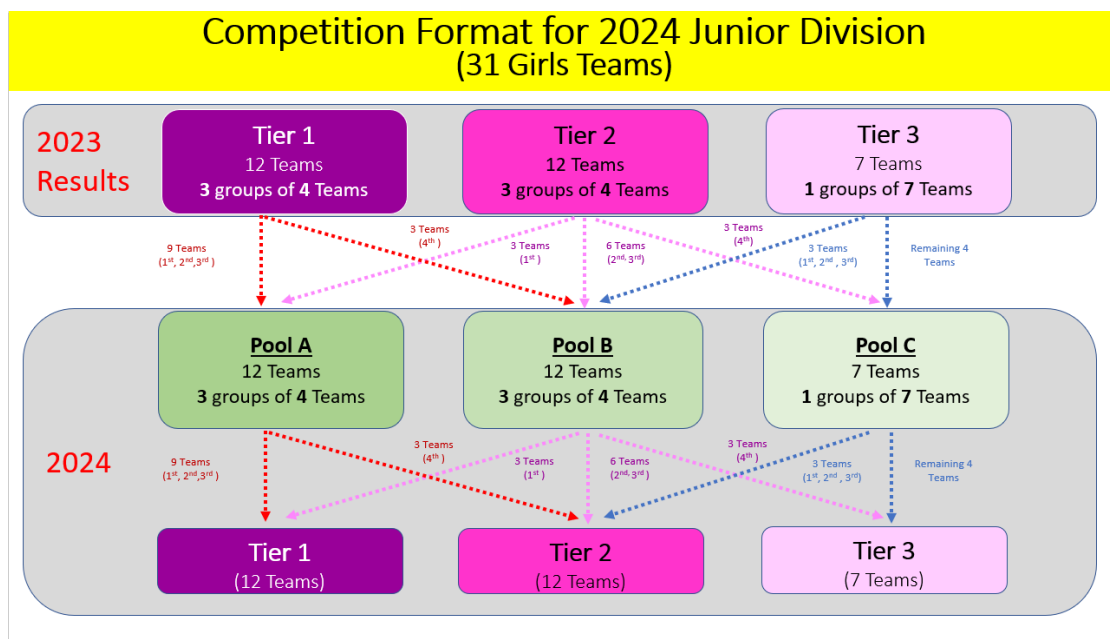 Competition Format for 2024 Junior Division
(31 Girls Teams)
2023
Results
Tier 1
12 Teams
3 groups of 4 Teams
Tier 2
12 Teams
3 groups of 4 Teams
Tier 3
7 Teams
1 groups of 7 Teams
9 Teams
(1st, 2nd,3rd )
3 Teams
(4th )
3 Teams
(1st )
6 Teams
(2nd, 3rd)
3 Teams
(4th)
3 Teams
(1st, 2nd , 3rd)
Remaining 4
Teams
2024
Pool A
12 Teams
3 groups of 4 Teams
Pool B
12 Teams
3 groups of 4 Teams
Pool C
7 Teams
1 groups of 7 Teams
9 Teams
(1st, 2nd,3rd )
3 Teams
(4th )
3 Teams
(1st )
6 Teams
(2nd, 3rd)
3 Teams
(4th )
3 Teams
(1st, 2nd , 3rd)
Remaining 4
Teams
Tier 1
(12 Teams)
Tier 2
(12 Teams)
Tier 3
(7 Teams)